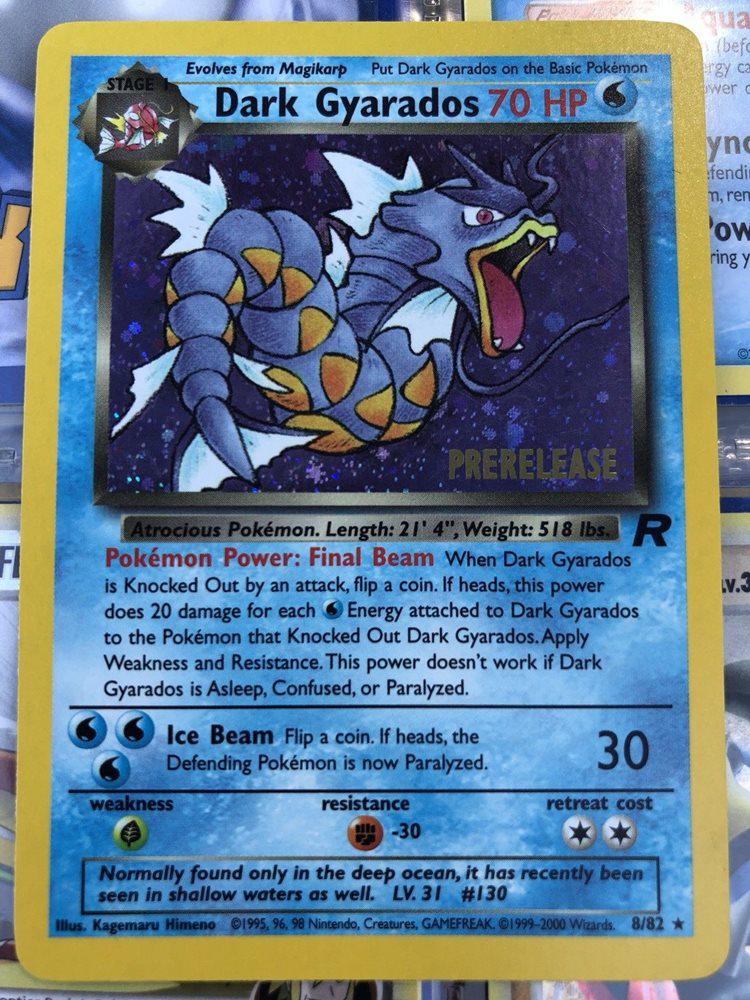 STAGE 1
Evolves from Magikarp Put Dark Gyarados on the Basic Pokémon
Dark Gyarados 70 HP
PRERELEASE
Atrocious Pokémon. Length: 21' 4", Weight: 518 lbs.
R
Pokémon Power: Final Beam When Dark Gyarados
is Knocked Out by an attack, flip a coin. If heads, this power
does 20 damage for each Energy attached to Dark Gyarados
to the Pokémon that Knocked Out Dark Gyarados. Apply
Weakness and Resistance. This power doesn't work if Dark
Gyarados is Asleep, Confused, or Paralyzed.
Ice Beam Flip a coin. If heads, the
Defending Pokémon is now Paralyzed.
30
weakness resistance retreat cost
-30
Normally found only in the deep ocean, it has recently been
seen in shallow waters as well. LV. 31 #130
Illus. Kagemaru Himeno ©1995, 96, 98 Nintendo, Creatures, GAMEFREAK. ©1999-2000 Wizards. 8/82 ★